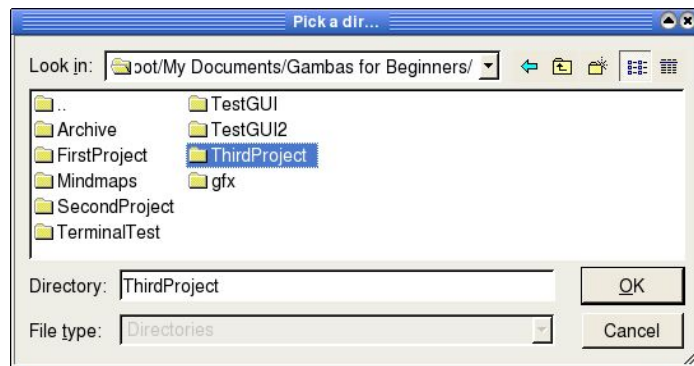 Pick a dir...
Look in: oot/My Documents/Gambas for Beginners/
..
Archive
FirstProject
Mindmaps
SecondProject
TerminalTest
TestGUI
TestGUI2
ThirdProject
gfx
Directory: ThirdProject
OK
File type: Directories
Cancel